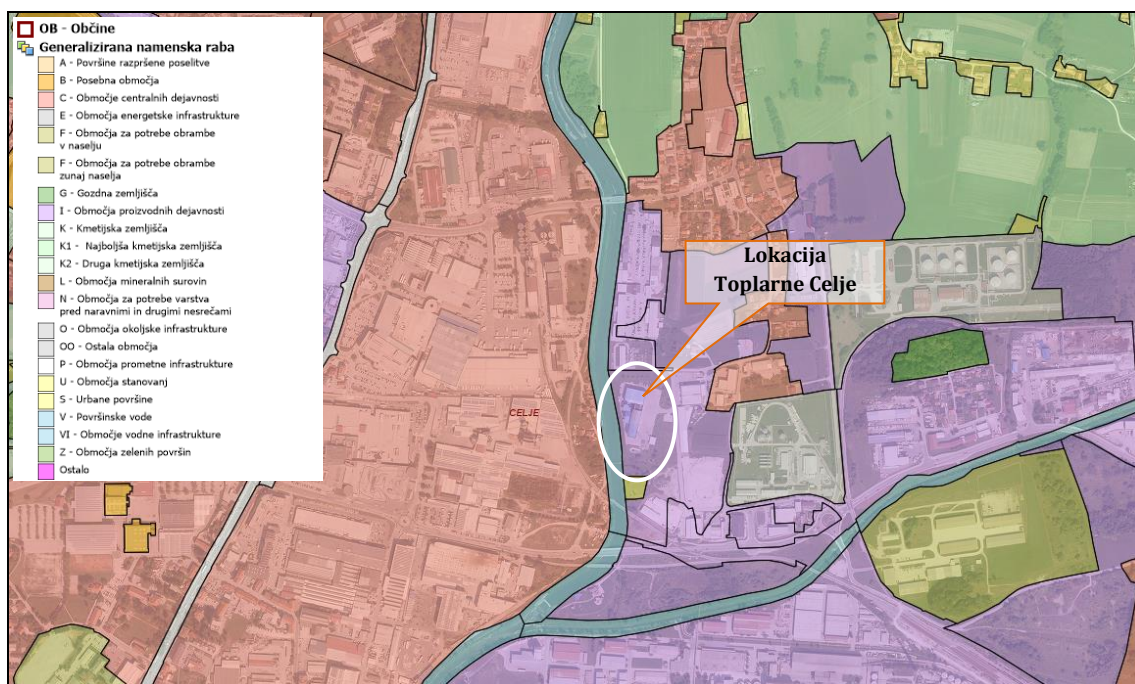 OB - Občine
Generalizirana namenska raba
A - Površine razpršene poselitve
B - Posebna območja
C - Območje centralnih dejavnosti
E - Območja energetske infrastrukture
F - Območja za potrebe obrambe
v naselju
F - Območja za potrebe obrambe
zunaj naselja
G - Gozdna zemljišča
I - Območja proizvodnih dejavnosti
K - Kmetijska zemljišča
K1 - Najboljša kmetijska zemljišča
K2 - Druga kmetijska zemljišča
L - Območja mineralnih surovin
N - Območja za potrebe varstva
pred naravnimi in drugimi nesrečami
O - Območja okoljske infrastrukture
OO - Ostala območja
P - Območja prometne infrastrukture
U - Območja stanovanj
S - Urbane površine
V - Površinske vode
VI - Območje vodne infrastrukture
Z - Območja zelenih površin
Ostalo
Lokacija
Toplarne Celje
CELJE